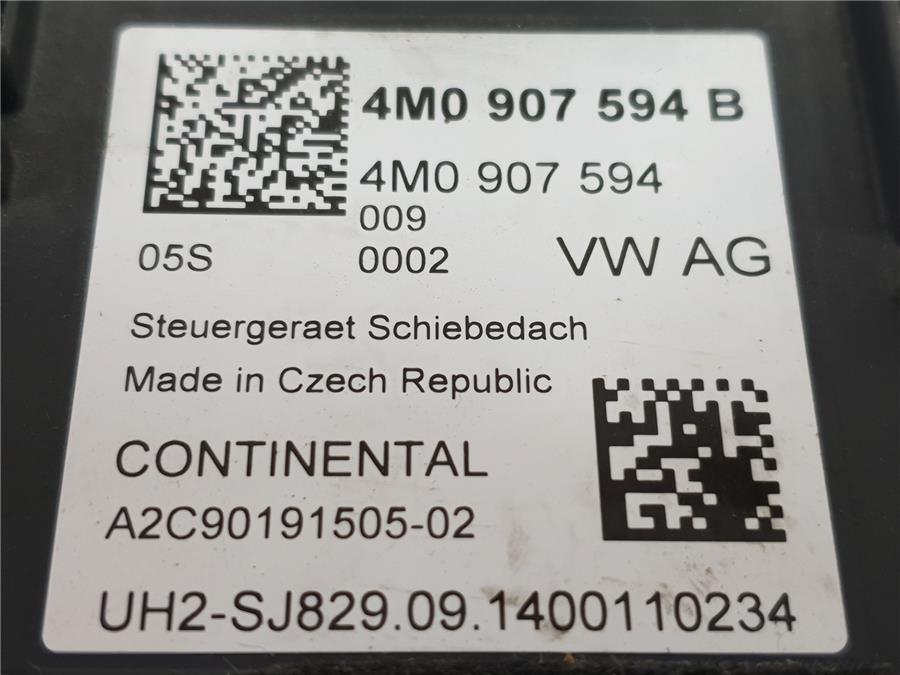 4M0 907 594 B
4M0 907 594
009
05S 0002 VW AG
Steuergeraet Schiebedach
Made in Czech Republic
CONTINENTAL
A2C90191505-02
UH2-SJ829.09.1400110234